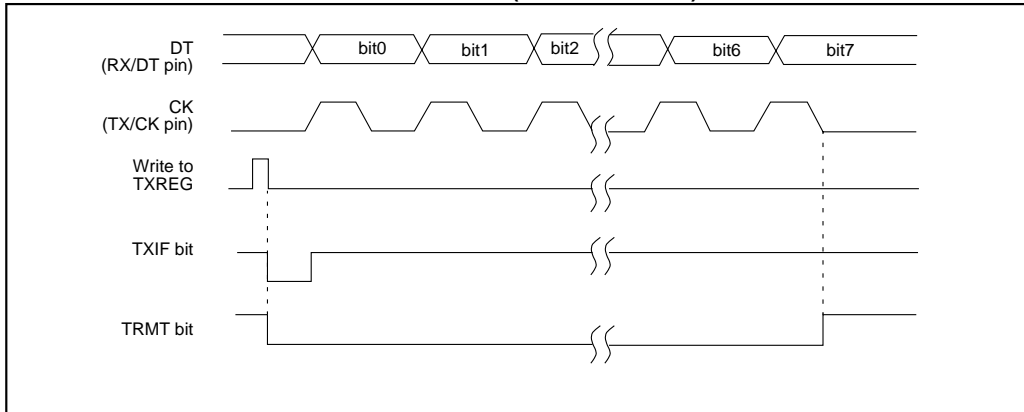 DT
(RX/DT pin)
bit0 bit1 bit2 bit6 bit7
CK
(TX/CK pin)
Write to
TXREG
TXIF bit
TRMT bit